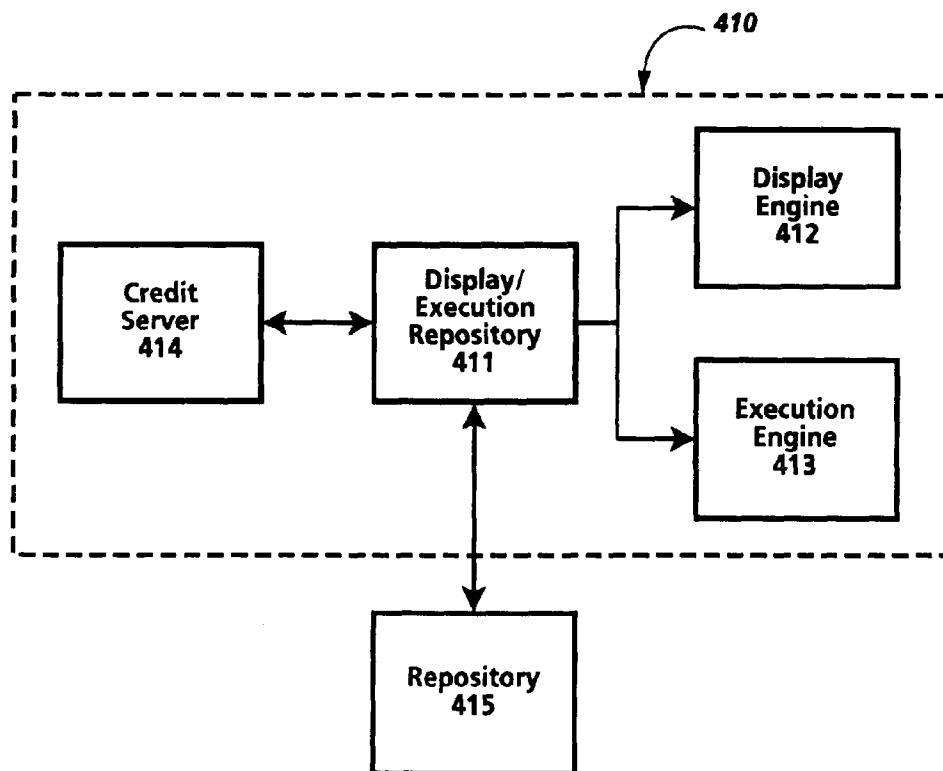 410
Display
Engine
412
Credit
Server
414
Display/
Execution
Repository
411
Execution
Engine
413
Repository
415